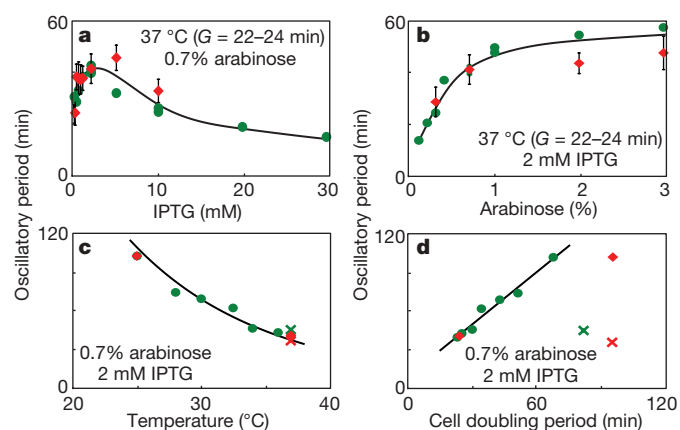 60
a
37 °C (G = 22–24 min)
0.7% arabinose
0
0
10
20
30
IPTG (mM)
Oscillatory period (min)
60
b
37 °C (G = 22–24 min)
2 mM IPTG
0
0
1
2
3
Arabinose (%)
120
c
0.7% arabinose
2 mM IPTG
0
20
30
40
Temperature (°C)
Oscillatory period (min)
120
d
0.7% arabinose
2 mM IPTG
0
0
60
120
Cell doubling period (min)